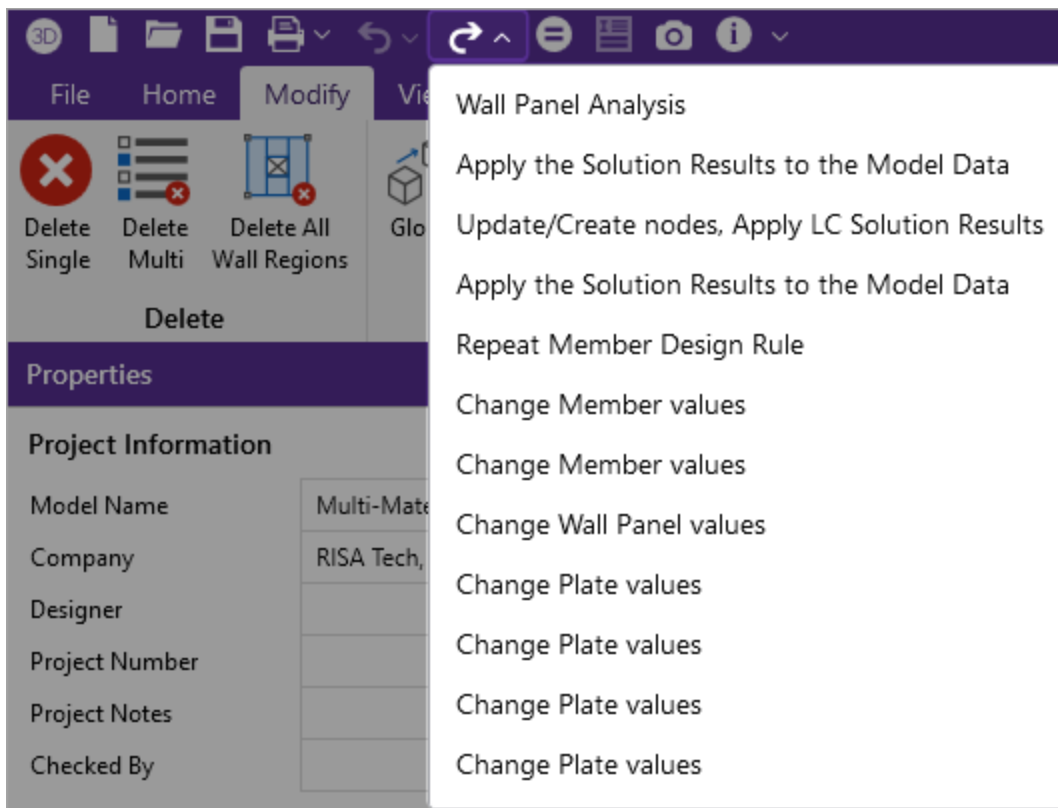 3D
File Home Modify Vi
Wall Panel Analysis
Apply the Solution Results to the Model Data
Update/Create nodes, Apply LC Solution Results
Apply the Solution Results to the Model Data
Repeat Member Design Rule
Change Member values
Change Member values
Change Wall Panel values
Change Plate values
Change Plate values
Change Plate values
Change Plate values
Delete
Single
Delete
Multi
Delete All
Wall Regions
Glo
Delete
Properties
Project Information
Model Name Multi-Mate
Company RISA Tech,
Designer
Project Number
Project Notes
Checked By